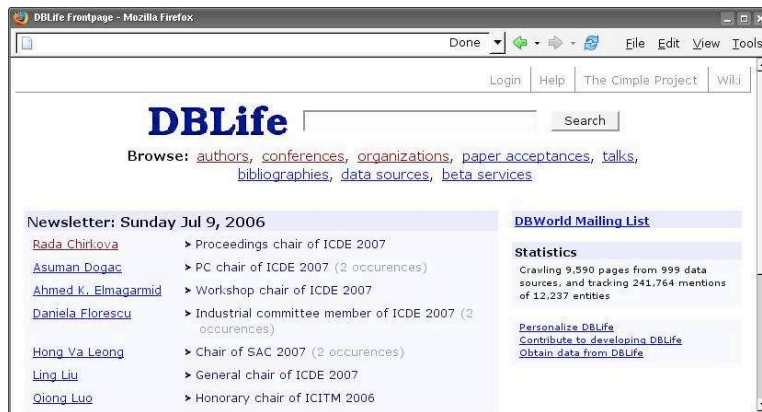 DBLife Frontpage - Mozilla Firefox
Done File Edit View Tools
Login Help The Cimple Project Wiki
DBLife Search
Browse: authors, conferences, organizations, paper acceptances, talks,
bibliographies, data sources, beta services
Newsletter: Sunday Jul 9, 2006
Rada Chirkova ➤ Proceedings chair of ICDE 2007
Asuman Dogac ➤ PC chair of ICDE 2007 (2 occurences)
Ahmed K. Elmagarmid ➤ Workshop chair of ICDE 2007
Daniela Florescu ➤ Industrial committee member of ICDE 2007 (2
occurences)
Hong Va Leong ➤ Chair of SAC 2007 (2 occurences)
Ling Liu ➤ General chair of ICDE 2007
Qiong Luo ➤ Honorary chair of ICITM 2006
DBWorld Mailing List
Statistics
Crawling 9,590 pages from 999 data
sources, and tracking 241,764 mentions
of 12,237 entities
Personalize DBLife
Contribute to developing DBLife
Obtain data from DBLife